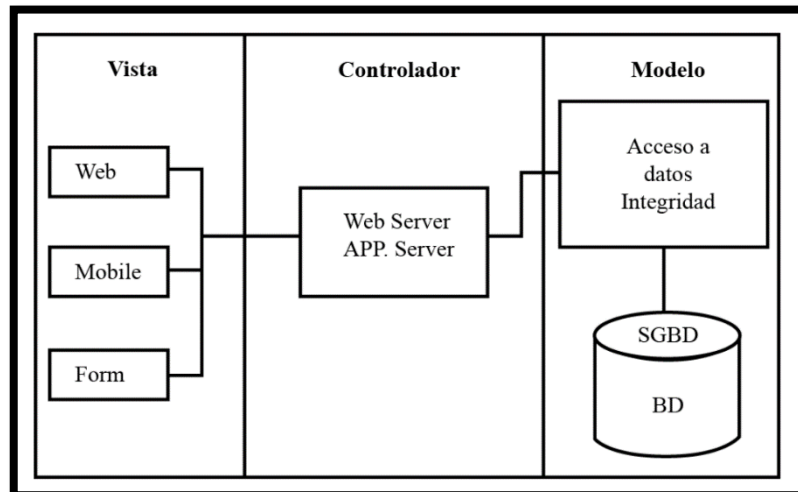 Vista
Web
Mobile
Form
Controlador
Web Server
APP. Server
Modelo
Acceso a
datos
Integridad
SGBD
BD